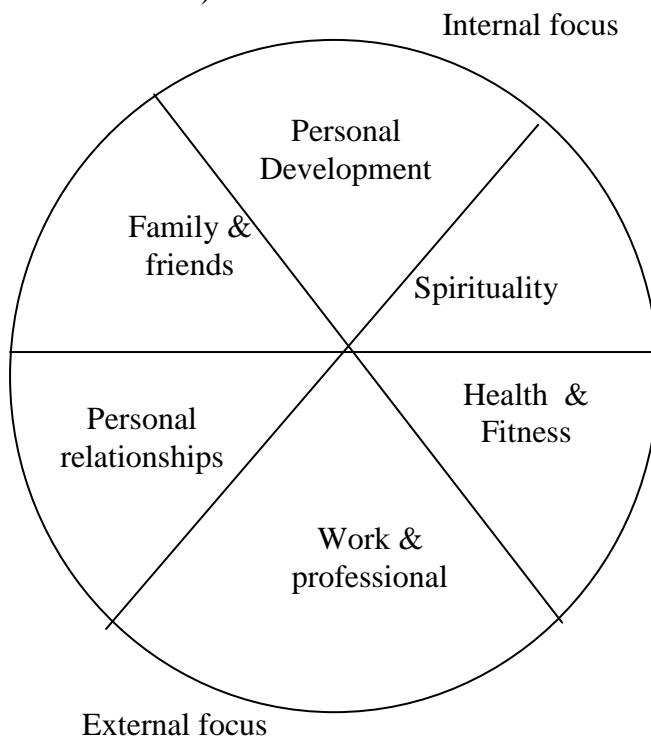 )
Internal focus
Personal
Development
Family &
friends
Spirituality
Health &
Fitness
Personal
relationships
Work &
professional
External focus